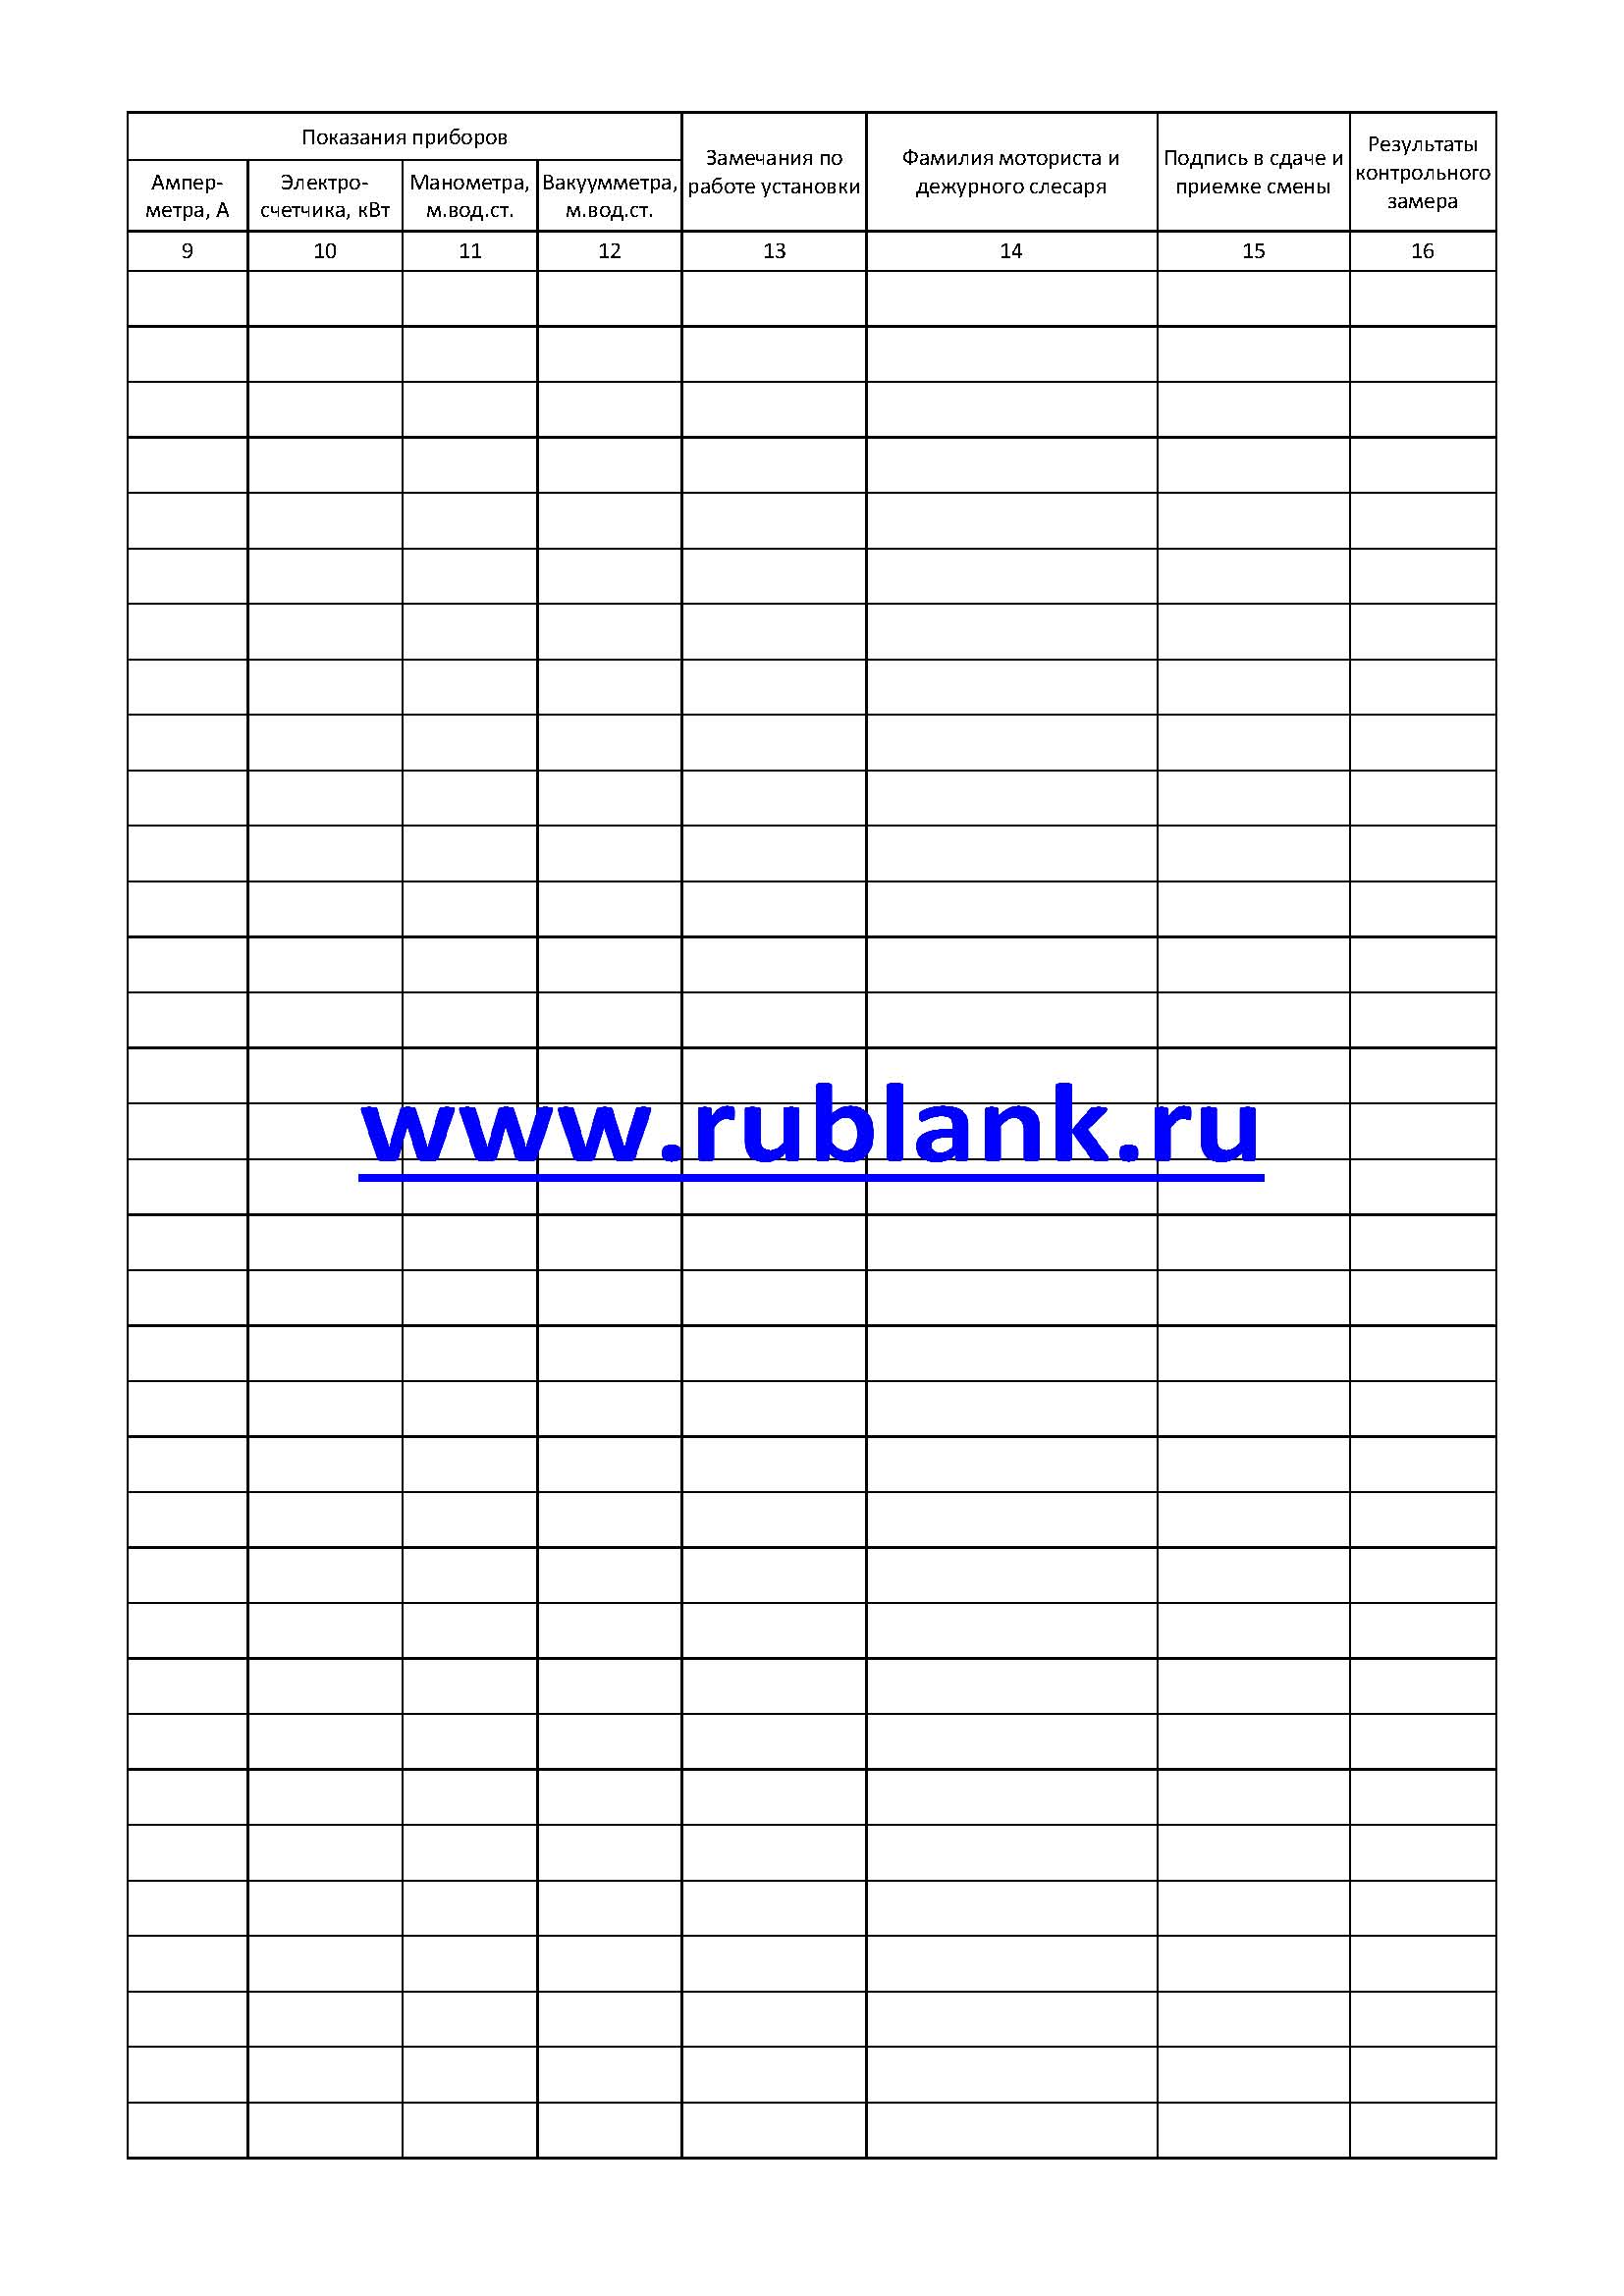 Показания приборов
Замечания по
работе установки
Фамилия моториста и
дежурного слесаря
Подпись в сдаче и
приемке смены
Результаты
контрольного
замера
Ампер-
метра, А
Электро-
счетчика, кВт
Манометра,
м.вод.ст.
Вакуумметра,
м.вод.ст.
9 10 11 12 13 14 15 16
www.rublank.ru